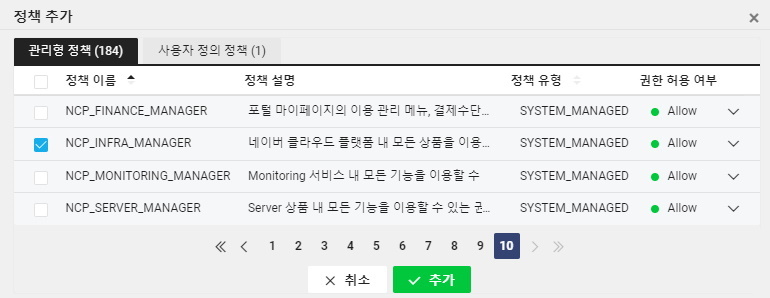 정책 추가
관리형 정책 (184) 사용자 정의 정책 (1)
정책 이름 정책 설명 정책 유형 권한 허용 여부
NCP_FINANCE_MANAGER 포털 마이페이지의 이용 관리 메뉴, 결제수단... SYSTEM_MANAGED Allow
NCP_INFRA_MANAGER 네이버 클라우드 플랫폼 내 모든 상품을 이용... SYSTEM_MANAGED Allow
NCP_MONITORING_MANAGER Monitoring 서비스 내 모든 기능을 이용할 수 SYSTEM_MANAGED Allow
NCP_SERVER_MANAGER Server 상품 내 모든 기능을 이용할 수 있는 권... SYSTEM_MANAGED Allow
1 2 3 4 5 6 7 8 9 10
취소 추가